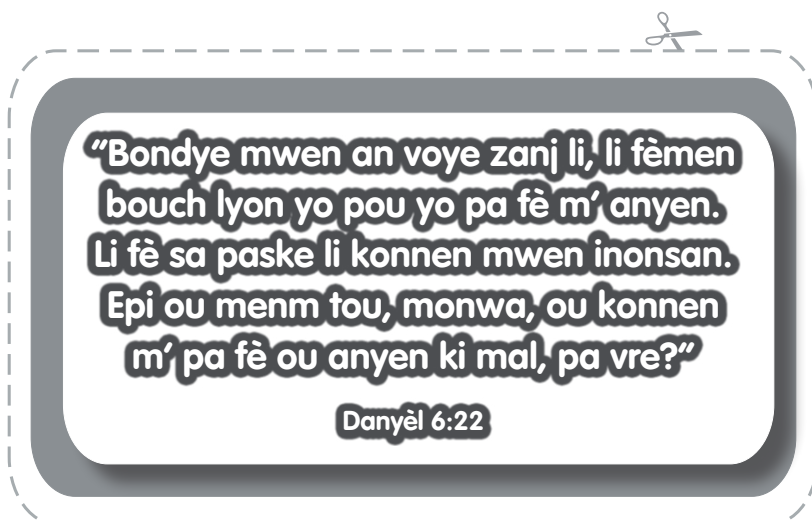 “Bondye mwen an voye zanj li, li fèmen
bouch lyon yo pou yo pa fè m’ anyen.
Li fè sa paske li konnen mwen inonsan.
Epi ou menm tou, monwa, ou konnen
m’ pa fè ou anyen ki mal, pa vre?”
Danyèl 6:22